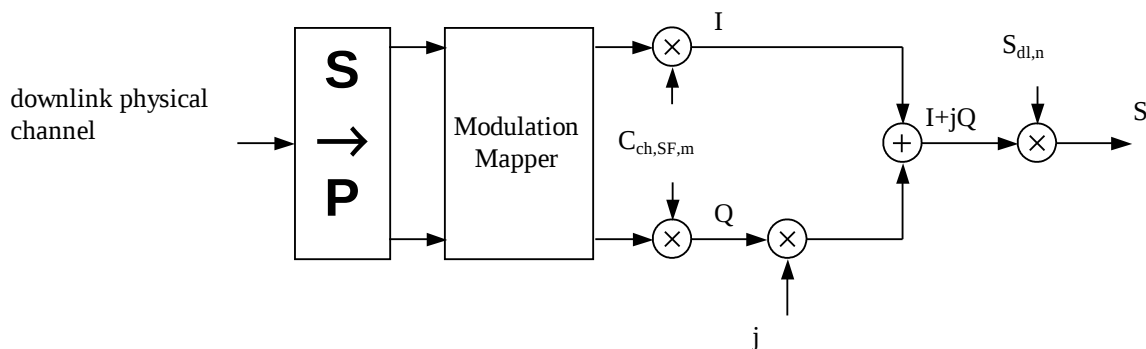 downlink physical
channel
S
→
P
Modulation
Mapper
I
C_ch,SF,m
Q
j
I+jQ
S_dl,n
S